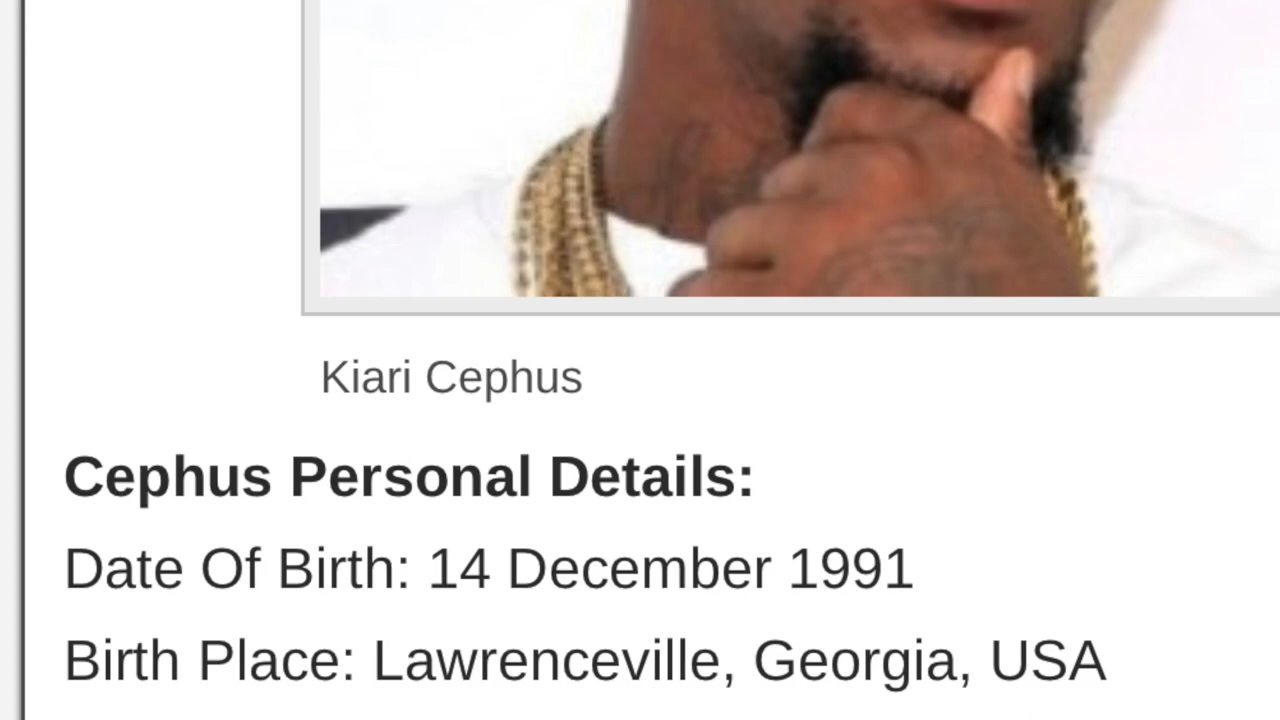 Kiari Cephus
Cephus Personal Details:
Date Of Birth: 14 December 1991
Birth Place: Lawrenceville, Georgia, USA